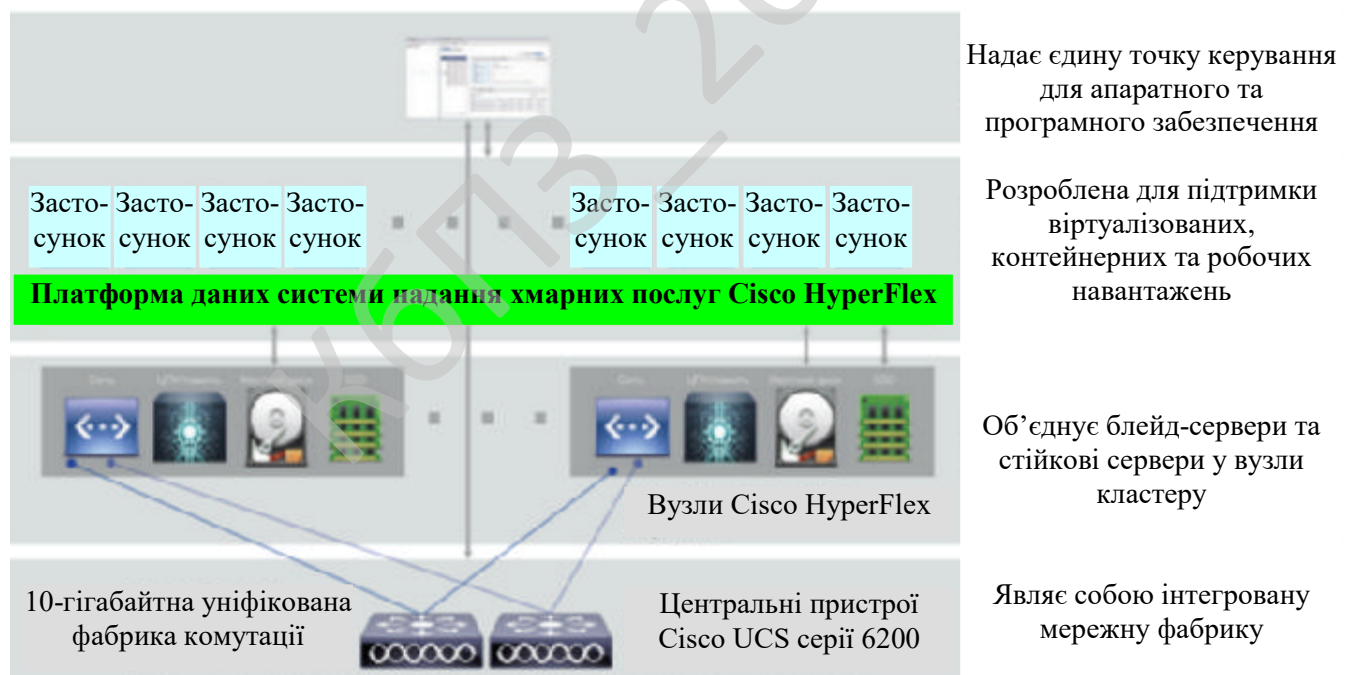 Надає єдину точку керування
для апаратного та
програмного забезпечення
Засто- Засто- Засто- Засто-
сунок сунок сунок сунок
Засто- Засто- Засто- Засто-
сунок сунок сунок сунок
Розроблена для підтримки
віртуалізованих,
контейнерних та робочих
навантажень
Платформа даних системи надання хмарних послуг Cisco HyperFlex
SSD
Вузли Cisco HyperFlex
Об’єднує блейд-сервери та
стійкові сервери у вузли
кластеру
10-гігабайтна уніфікована
фабрика комутації
Центральні пристрої
Cisco UCS серії 6200
Являє собою інтегровану
мережну фабрику